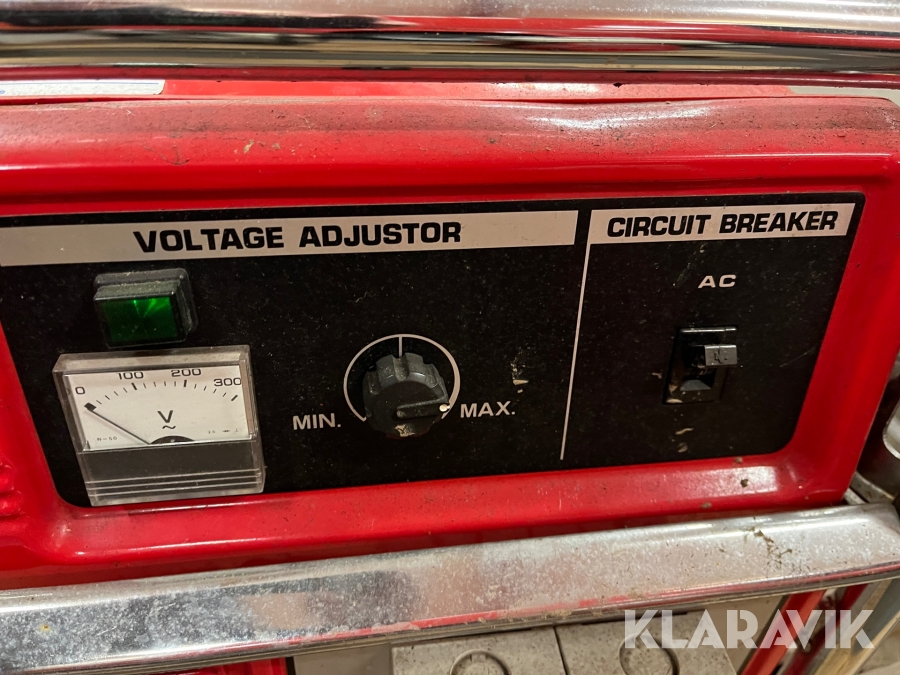 VOLTAGE ADJUSTOR
CIRCUIT BREAKER
AC
0 100 200 300
V
~
MIN.
MAX.
KLARAVIK